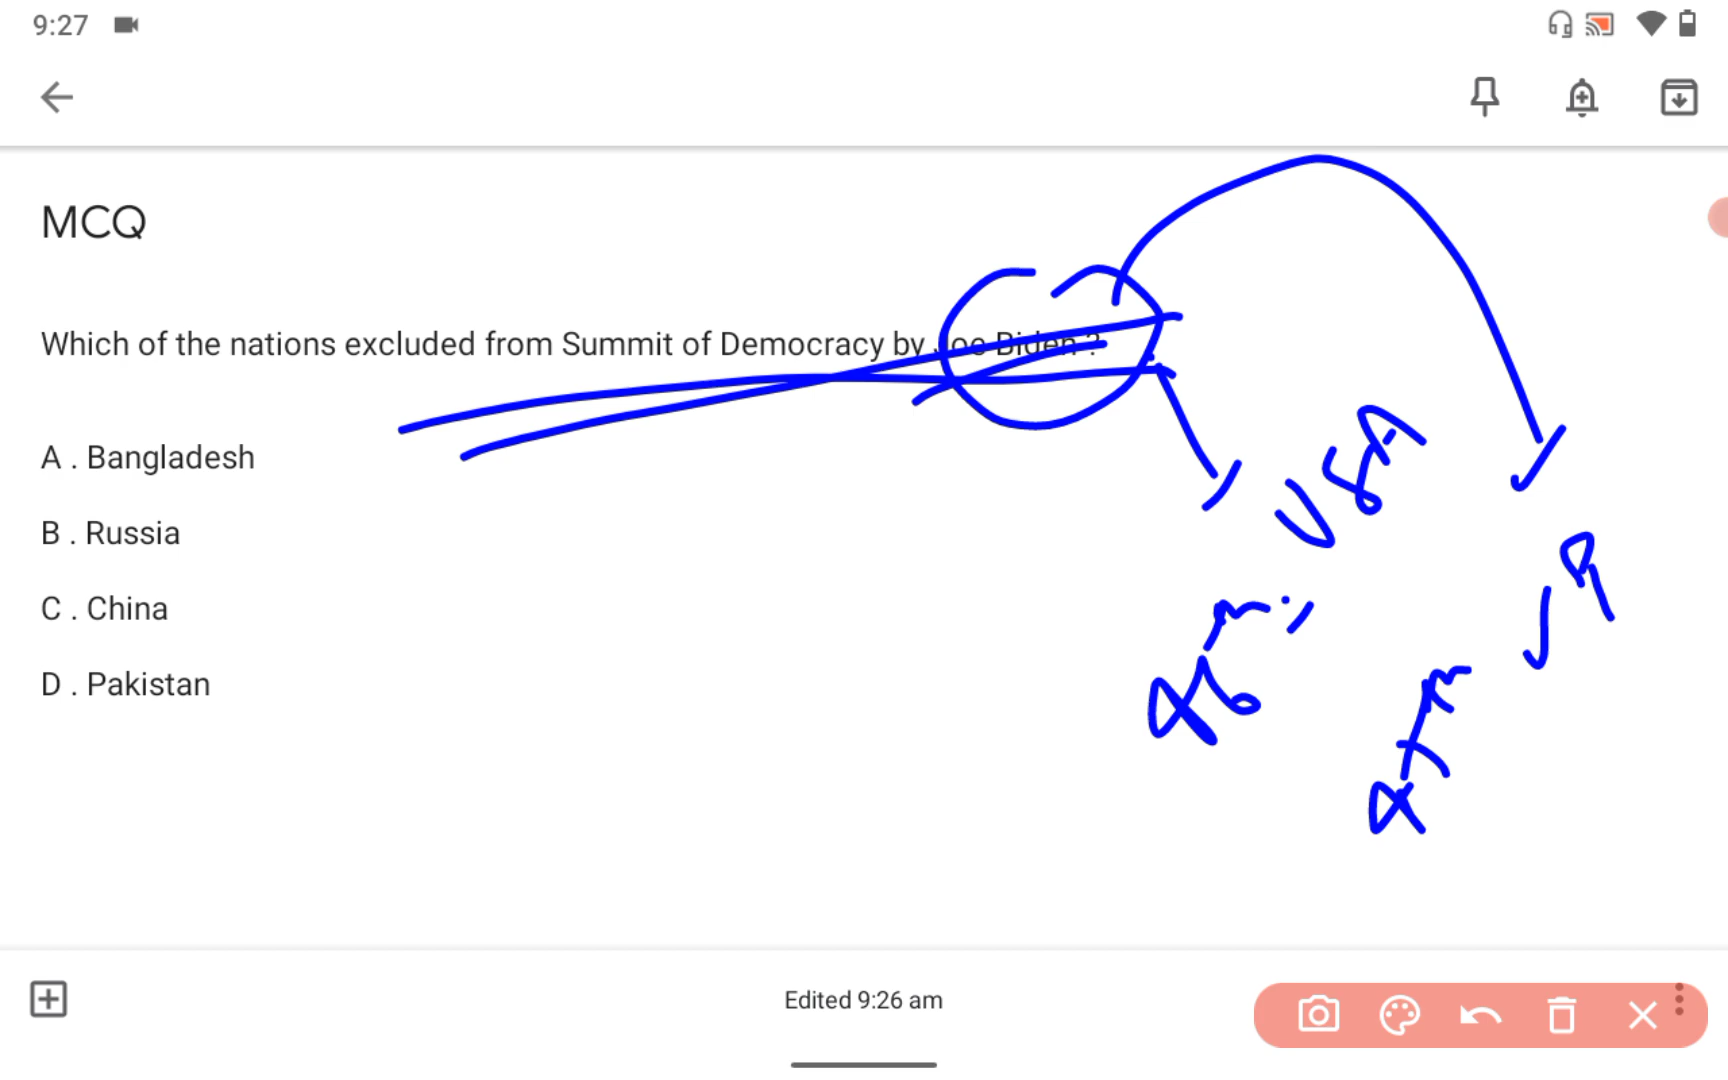 9:27
MCQ
Which of the nations excluded from Summit of Democracy by Joe Biden ?
A . Bangladesh
B . Russia
C . China
D . Pakistan
USA
46
Edited 9:26 am